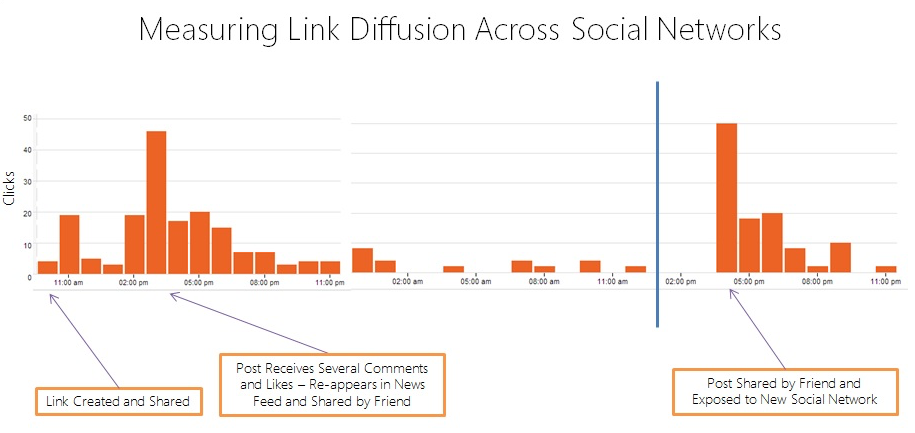 Measuring Link Diffusion Across Social Networks
Clicks
50
40
30
20
10
0
11:00 am
02:00 pm
05:00 pm
08:00 pm
11:00 pm
02:00 am
05:00 am
08:00 am
11:00 am
02:00 pm
05:00 pm
08:00 pm
11:00 pm
Link Created and Shared
Post Receives Several Comments
and Likes – Re-appears in News
Feed and Shared by Friend
Post Shared by Friend and
Exposed to New Social Network